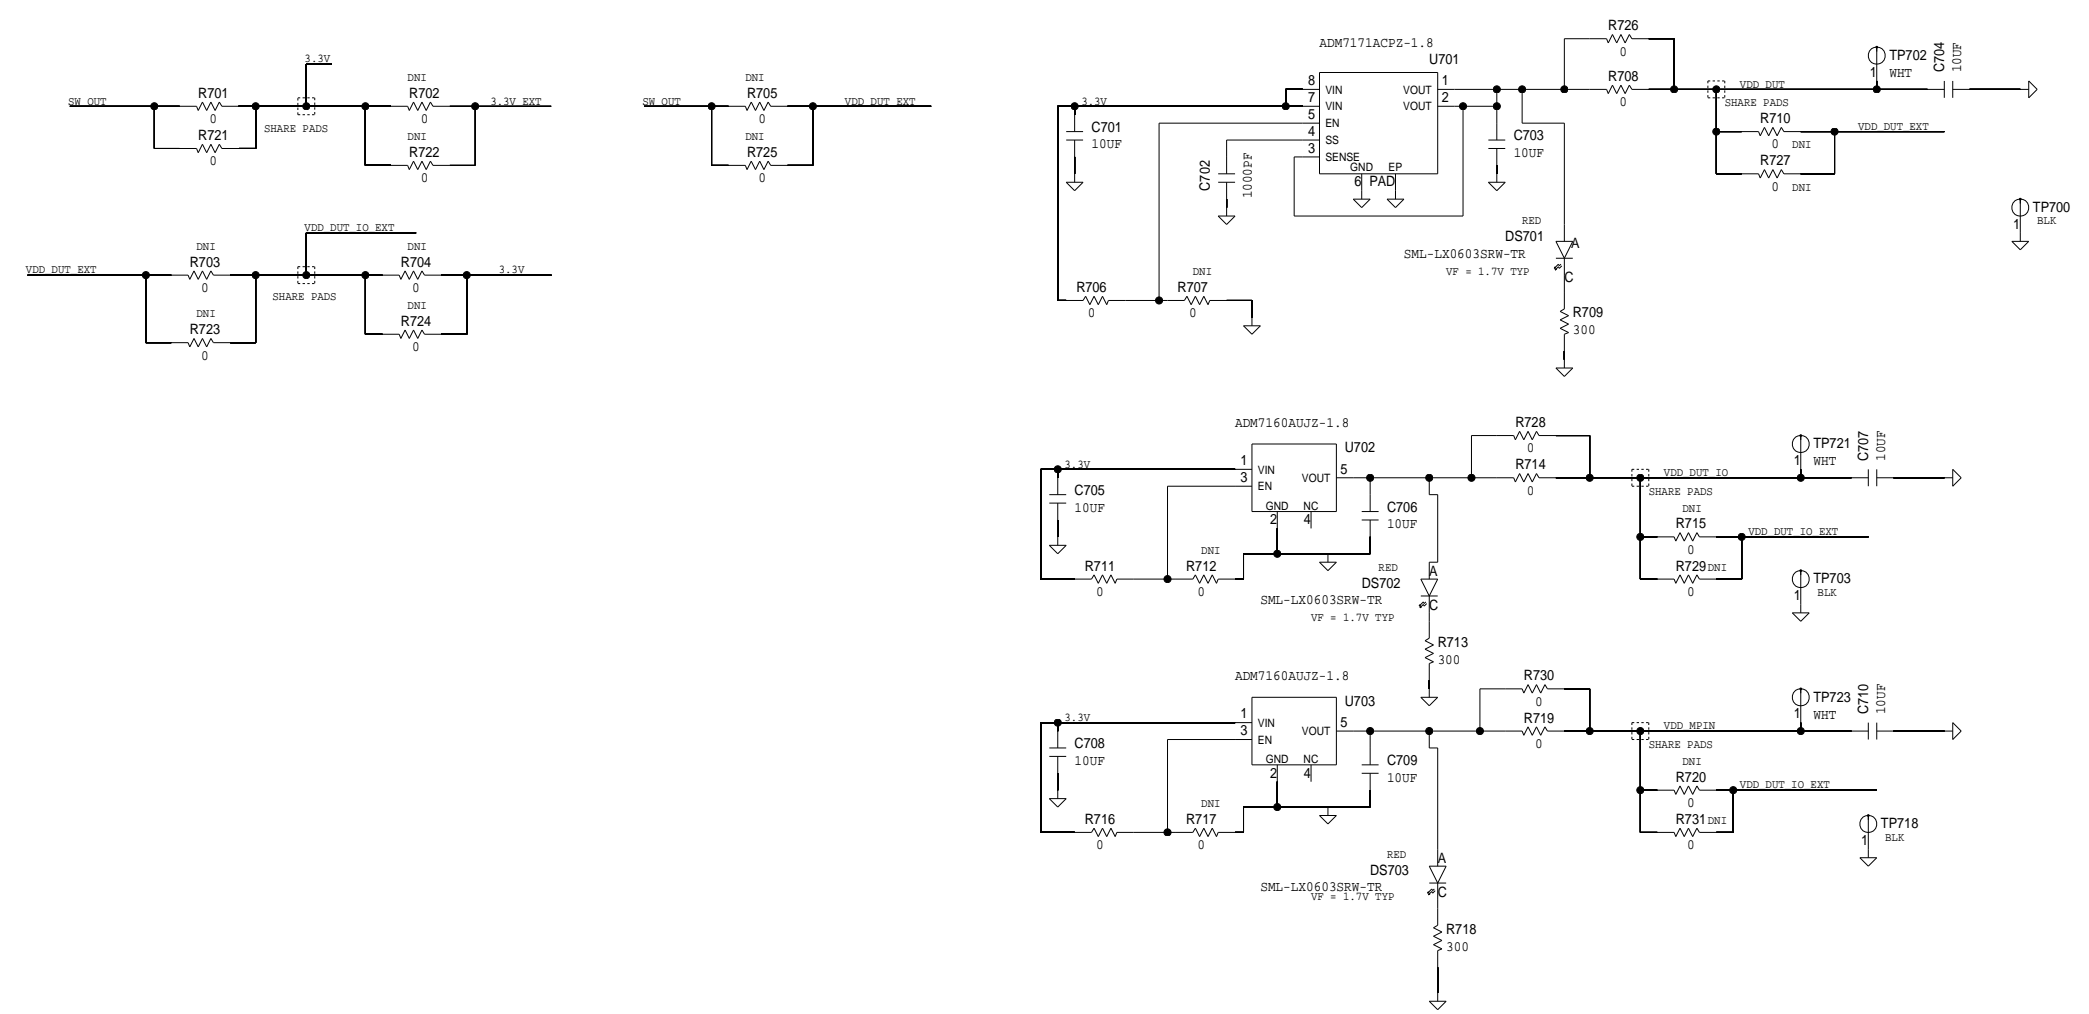 3.3V
SW_OUT
R701
0
R721
0
SHARE PADS
DNI
R702
0
DNI
R722
0
3.3V_EXT
SW_OUT
DNI
R705
0
DNI
R725
0
VDD_DUT_EXT
VDD_DUT_IO_EXT
VDD_DUT_EXT
DNI
R703
0
DNI
R723
0
SHARE PADS
DNI
R704
0
DNI
R724
0
3.3V
ADM7171ACPZ-1.8
U701
3.3V
C701
10UF
C702
1000PF
8 VIN
7 VIN
5 EN
4 SS
3 SENSE
VOUT 1
VOUT 2
GND EP
6 PAD
C703
10UF
R706
0
DNI
R707
0
RED
DS701
SML-LX0603SRW-TR
VF = 1.7V TYP
A
C
R709
300
R726
0
R708
0
VDD_DUT
SHARE PADS
R710
0 DNI
R727
0 DNI
VDD_DUT_EXT
TP702
1 WHT
C704
10UF
TP700
1 BLK
ADM7160AUJZ-1.8
U702
3.3V
C705
10UF
1 VIN
3 EN
VOUT 5
GND NC
2 4
C706
10UF
R711
0
DNI
R712
0
RED
DS702
SML-LX0603SRW-TR
VF = 1.7V TYP
A
C
R713
300
R728
0
R714
0
VDD_DUT_IO
SHARE PADS
DNI
R715
0
R729 DNI
0
VDD_DUT_IO_EXT
TP721
1 WHT
C707
10UF
TP703
1 BLK
ADM7160AUJZ-1.8
U703
3.3V
C708
10UF
1 VIN
3 EN
VOUT 5
GND NC
2 4
C709
10UF
R716
0
DNI
R717
0
RED
DS703
SML-LX0603SRW-TR
VF = 1.7V TYP
A
C
R718
300
R730
0
R719
0
VDD_MPIN
SHARE PADS
DNI
R720
0
R731 DNI
0
VDD_DUT_IO_EXT
TP723
1 WHT
C710
10UF
TP718
1 BLK